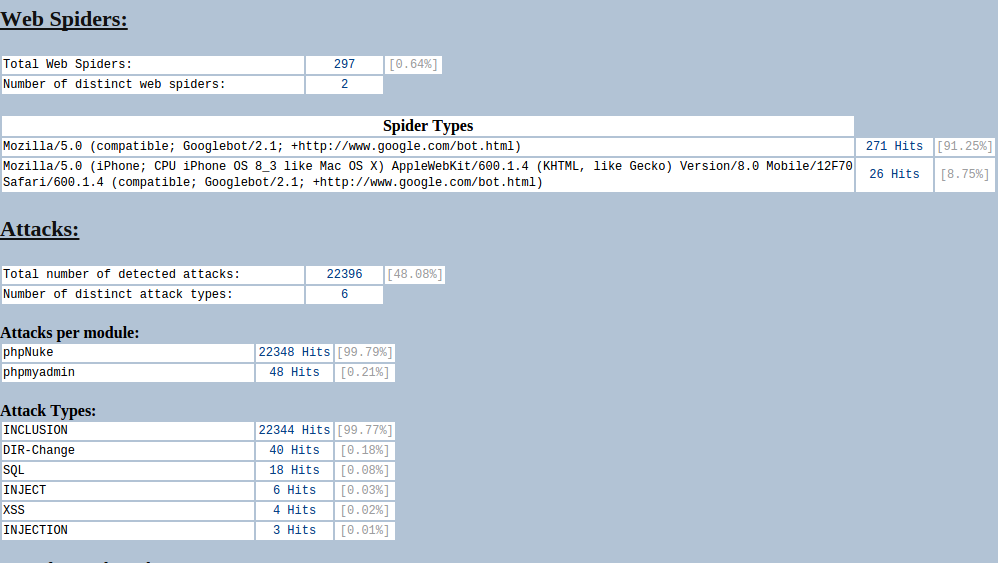 Web Spiders:
Total Web Spiders: 297 [0.64%]
Number of distinct web spiders: 2
Spider Types
Mozilla/5.0 (compatible; Googlebot/2.1; +http://www.google.com/bot.html) 271 Hits [91.25%]
Mozilla/5.0 (iPhone; CPU iPhone OS 8_3 like Mac OS X) AppleWebKit/600.1.4 (KHTML, like Gecko) Version/8.0 Mobile/12F70
Safari/600.1.4 (compatible; Googlebot/2.1; +http://www.google.com/bot.html) 26 Hits [8.75%]
Attacks:
Total number of detected attacks: 22396 [48.08%]
Number of distinct attack types: 6
Attacks per module:
phpNuke 22348 Hits [99.79%]
phpmyadmin 48 Hits [0.21%]
Attack Types:
INCLUSION 22344 Hits [99.77%]
DIR-Change 40 Hits [0.18%]
SQL 18 Hits [0.08%]
INJECT 6 Hits [0.03%]
XSS 4 Hits [0.02%]
INJECTION 3 Hits [0.01%]